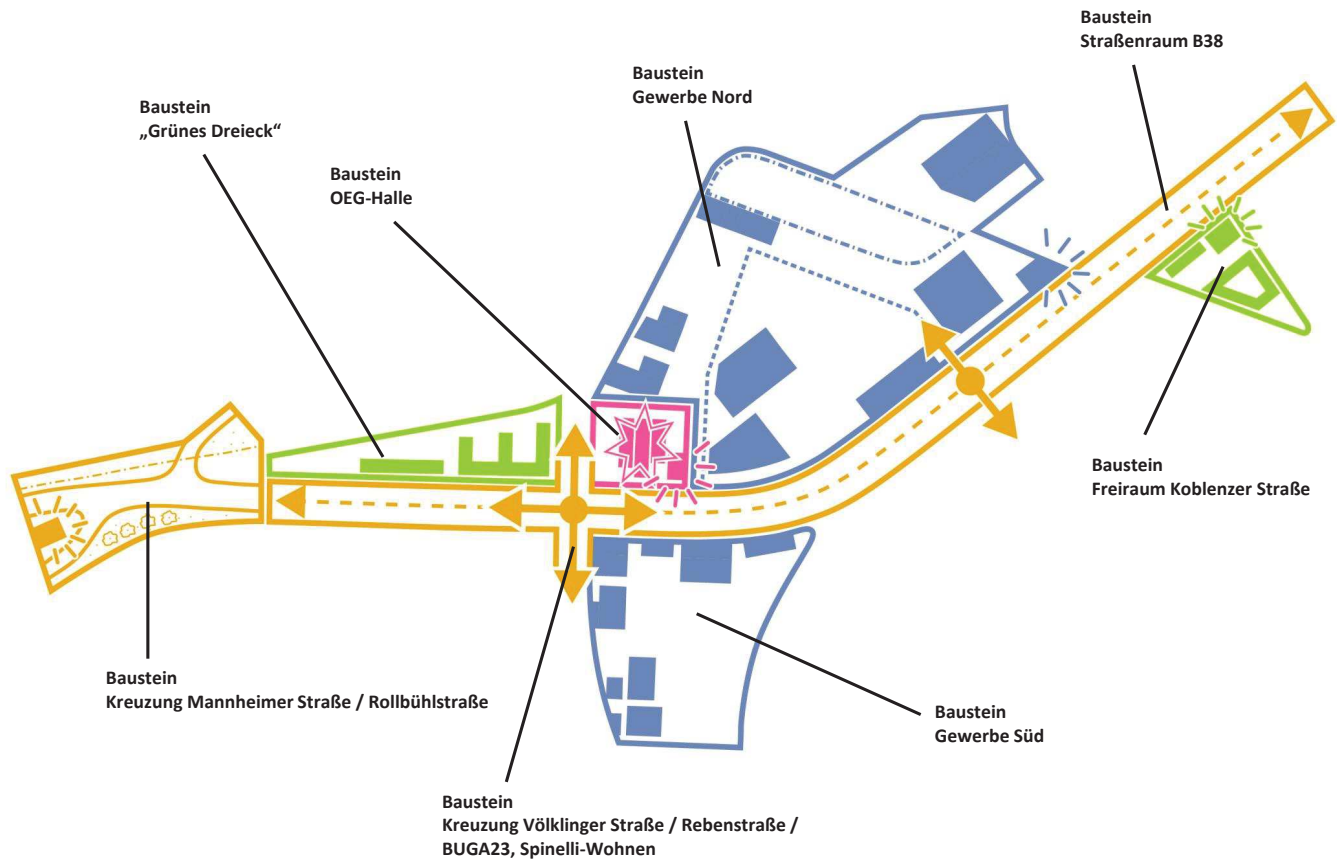 Baustein
Straßenraum B38
Baustein
Gewerbe Nord
Baustein
„Grünes Dreieck“
Baustein
OEG-Halle
Baustein
Freiraum Koblenzer Straße
Baustein
Kreuzung Mannheimer Straße / Rollbühlstraße
Baustein
Gewerbe Süd
Baustein
Kreuzung Völklinger Straße / Rebenstraße /
BUGA23, Spinelli-Wohnen